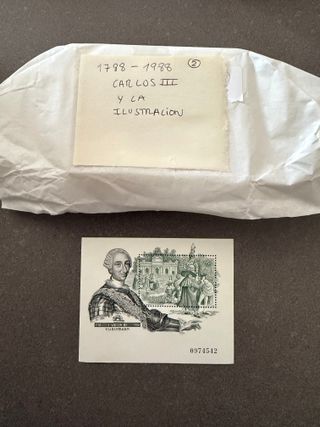 1788-1988
②
CARLOS III
Y LA
ILUSTRACION
0974542